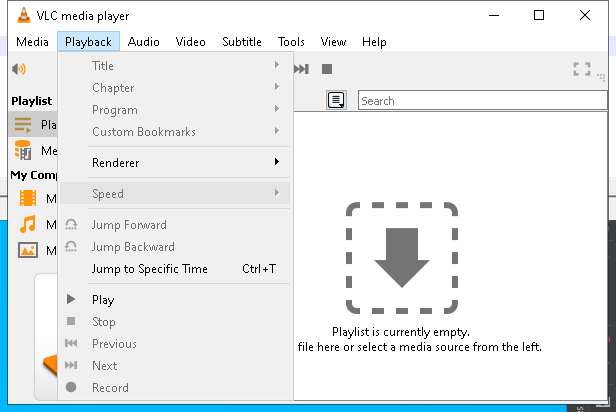 VLC media player
Media Playback Audio Video Subtitle Tools View Help
Title
Chapter
Program
Custom Bookmarks
Renderer
Speed
Jump Forward
Jump Backward
Jump to Specific Time Ctrl+T
Play
Stop
Previous
Next
Record
Playlist
Pla
Me
My Comp
M
M
M
Search
Playlist is currently empty.
file here or select a media source from the left.